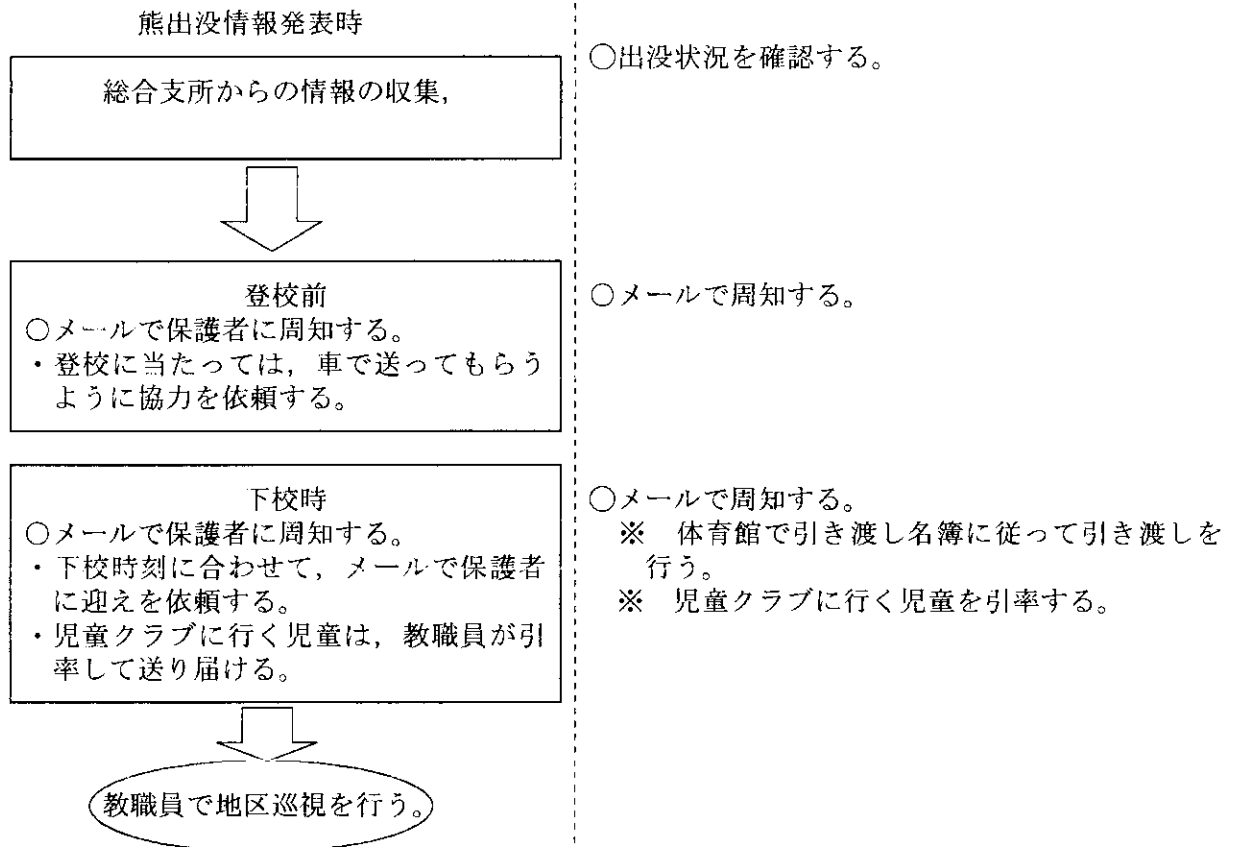 熊出没情報発表時
総合支所からの情報の収集，
○出没状況を確認する。
登校前
○メールで保護者に周知する。
・登校に当たっては，車で送ってもらう
ように協力を依頼する。
○メールで周知する。
下校時
○メールで保護者に周知する。
・下校時刻に合わせて，メールで保護者
に迎えを依頼する。
・児童クラブに行く児童は，教職員が引
率して送り届ける。
○メールで周知する。
※　体育館で引き渡し名簿に従って引き渡しを
行う。
※　児童クラブに行く児童を引率する。
教職員で地区巡視を行う。